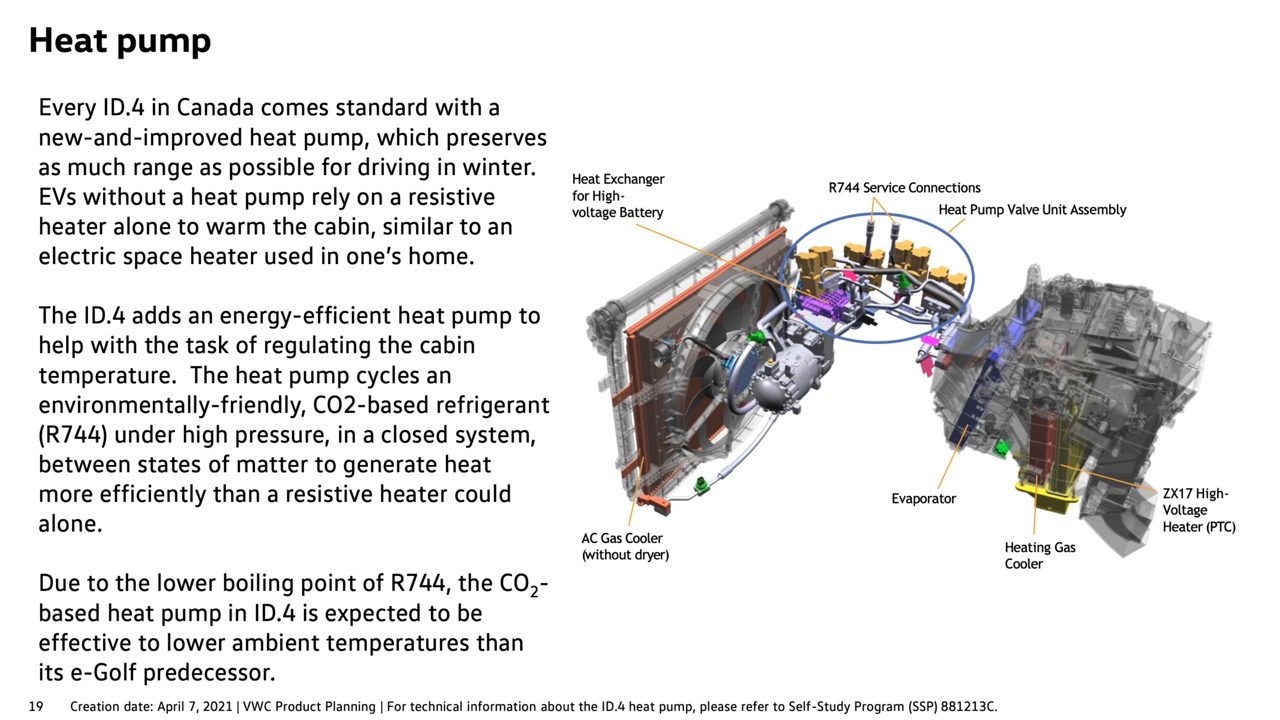 Heat pump
Every ID.4 in Canada comes standard with a
new-and-improved heat pump, which preserves
as much range as possible for driving in winter.
EVs without a heat pump rely on a resistive
heater alone to warm the cabin, similar to an
electric space heater used in one’s home.
The ID.4 adds an energy-efficient heat pump to
help with the task of regulating the cabin
temperature.  The heat pump cycles an
environmentally-friendly, CO2-based refrigerant
(R744) under high pressure, in a closed system,
between states of matter to generate heat
more efficiently than a resistive heater could
alone.
Due to the lower boiling point of R744, the CO₂-
based heat pump in ID.4 is expected to be
effective to lower ambient temperatures than
its e-Golf predecessor.
Heat Exchanger
for High-
voltage Battery
R744 Service Connections
Heat Pump Valve Unit Assembly
Evaporator
ZX17 High-
Voltage
Heater (PTC)
AC Gas Cooler
(without dryer)
Heating Gas
Cooler
19 Creation date: April 7, 2021 | VWC Product Planning | For technical information about the ID.4 heat pump, please refer to Self-Study Program (SSP) 881213C.